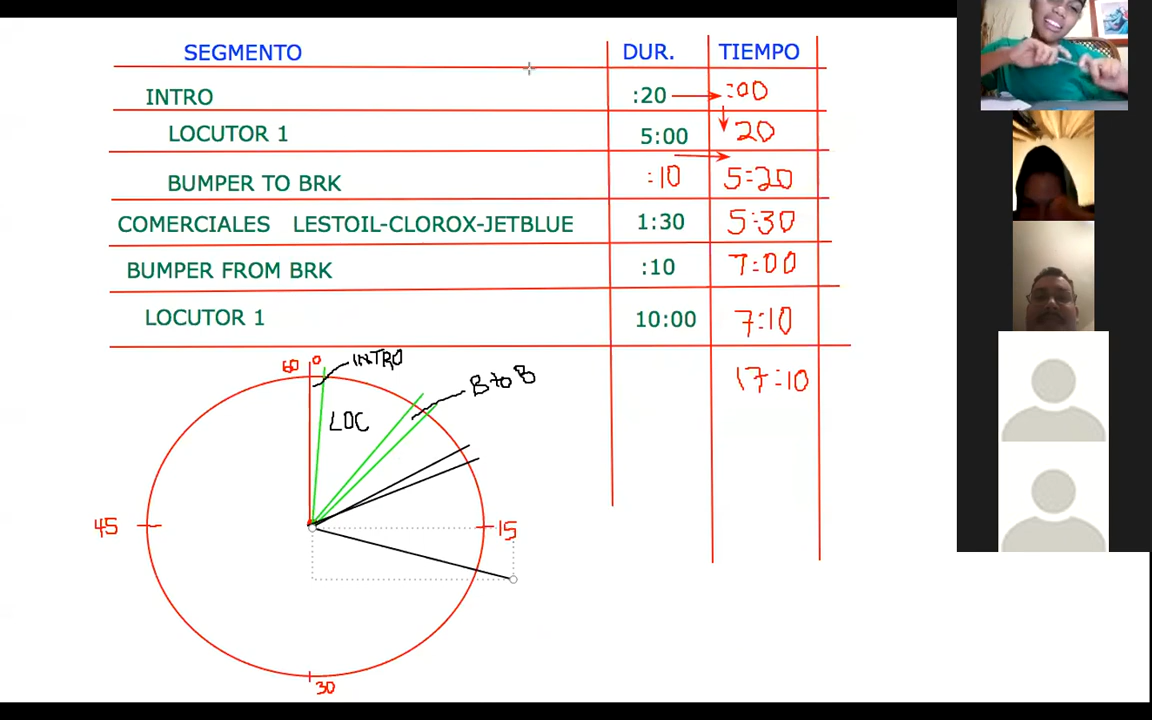 SEGMENTO DUR. TIEMPO
INTRO :20 :00
LOCUTOR 1 5:00 20
BUMPER TO BRK :10 5:20
COMERCIALES LESTOIL-CLOROX-JETBLUE 1:30 5:30
BUMPER FROM BRK :10 7:00
LOCUTOR 1 10:00 7:10
17:10
60 0 INTRO
B to B
LOC
45 15
30